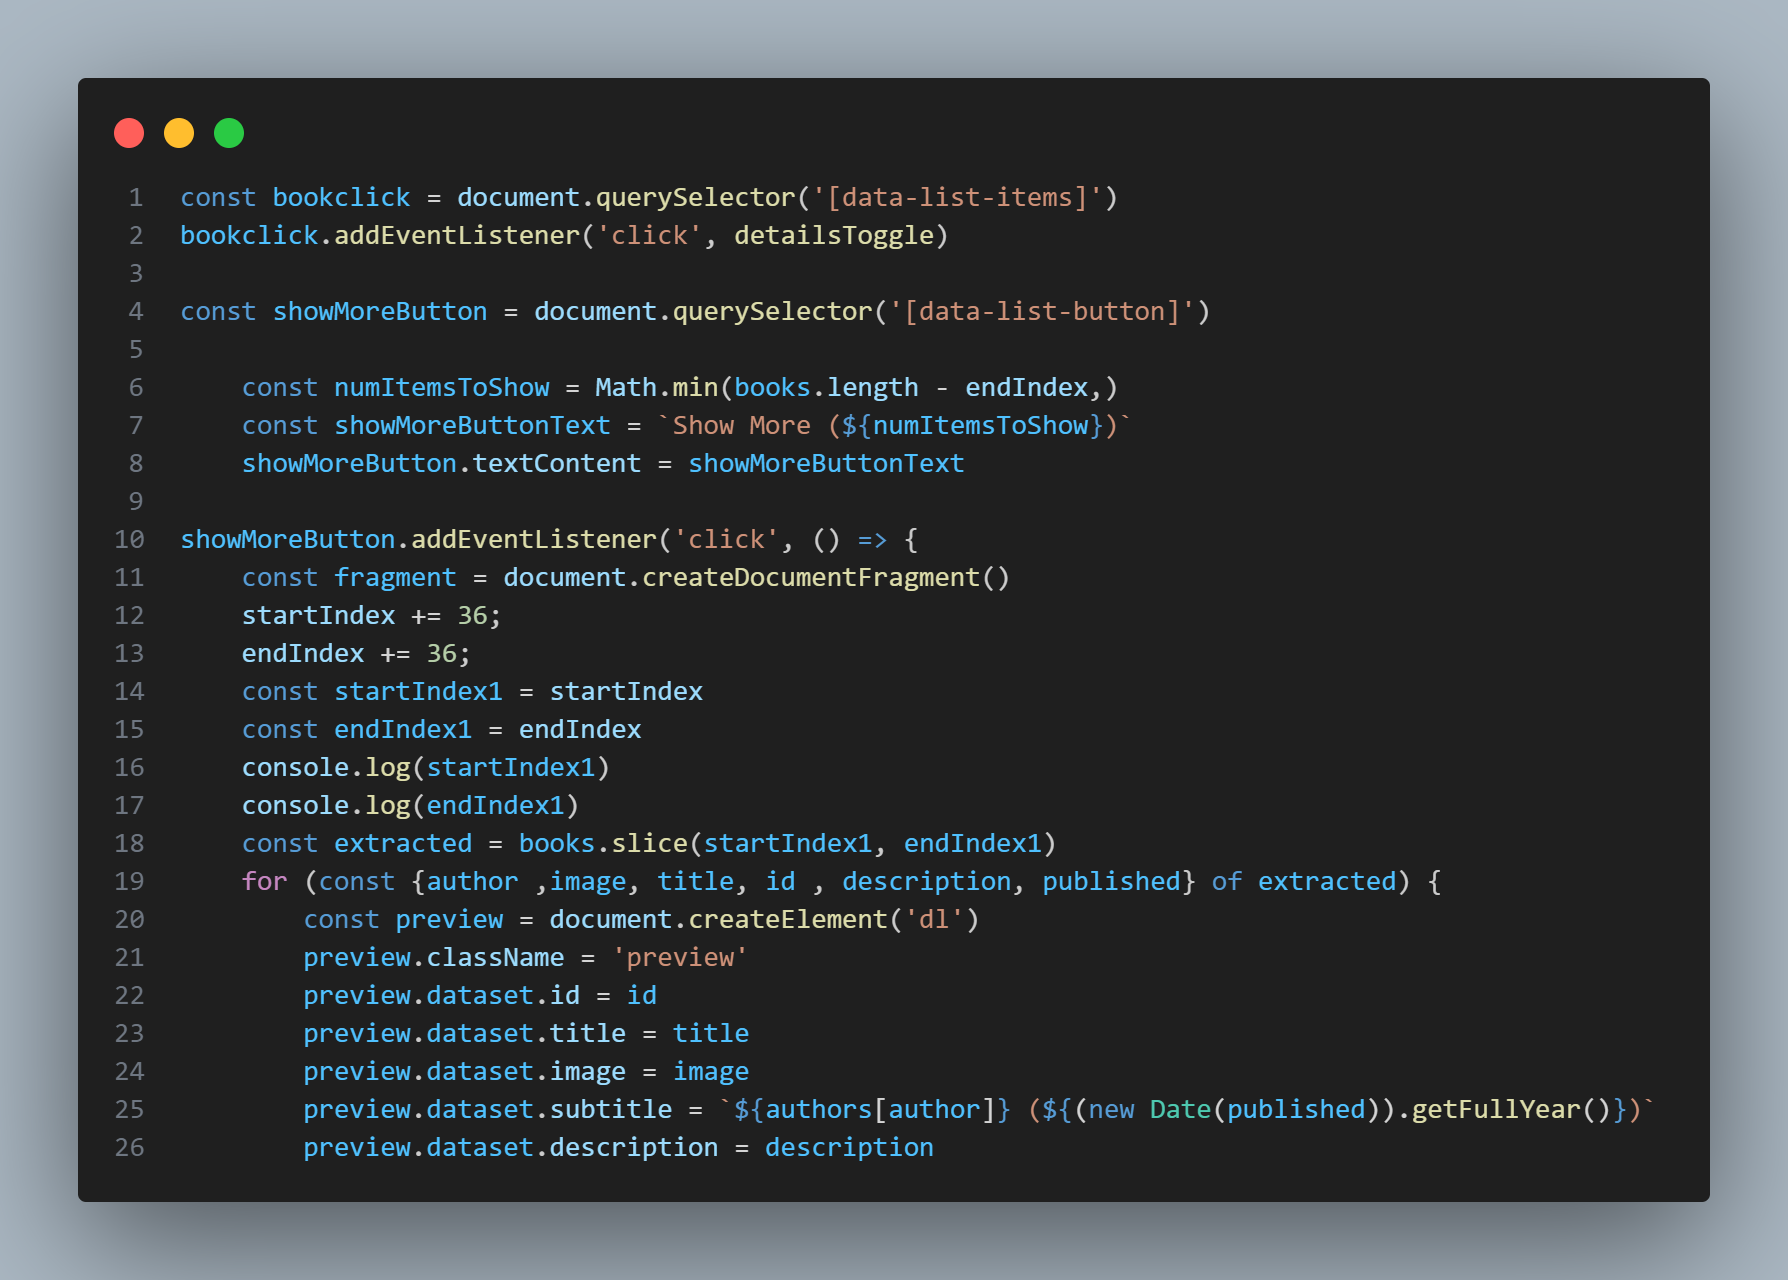 1 const bookclick = document.querySelector('[data-list-items]')
2 bookclick.addEventListener('click', detailsToggle)
3
4 const showMoreButton = document.querySelector('[data-list-button]')
5
6     const numItemsToShow = Math.min(books.length - endIndex,)
7     const showMoreButtonText = `Show More (${numItemsToShow})`
8     showMoreButton.textContent = showMoreButtonText
9
10 showMoreButton.addEventListener('click', () => {
11     const fragment = document.createDocumentFragment()
12     startIndex += 36;
13     endIndex += 36;
14     const startIndex1 = startIndex
15     const endIndex1 = endIndex
16     console.log(startIndex1)
17     console.log(endIndex1)
18     const extracted = books.slice(startIndex1, endIndex1)
19     for (const {author ,image, title, id , description, published} of extracted) {
20         const preview = document.createElement('dl')
21         preview.className = 'preview'
22         preview.dataset.id = id
23         preview.dataset.title = title
24         preview.dataset.image = image
25         preview.dataset.subtitle = `${authors[author]} (${(new Date(published)).getFullYear()})`
26         preview.dataset.description = description